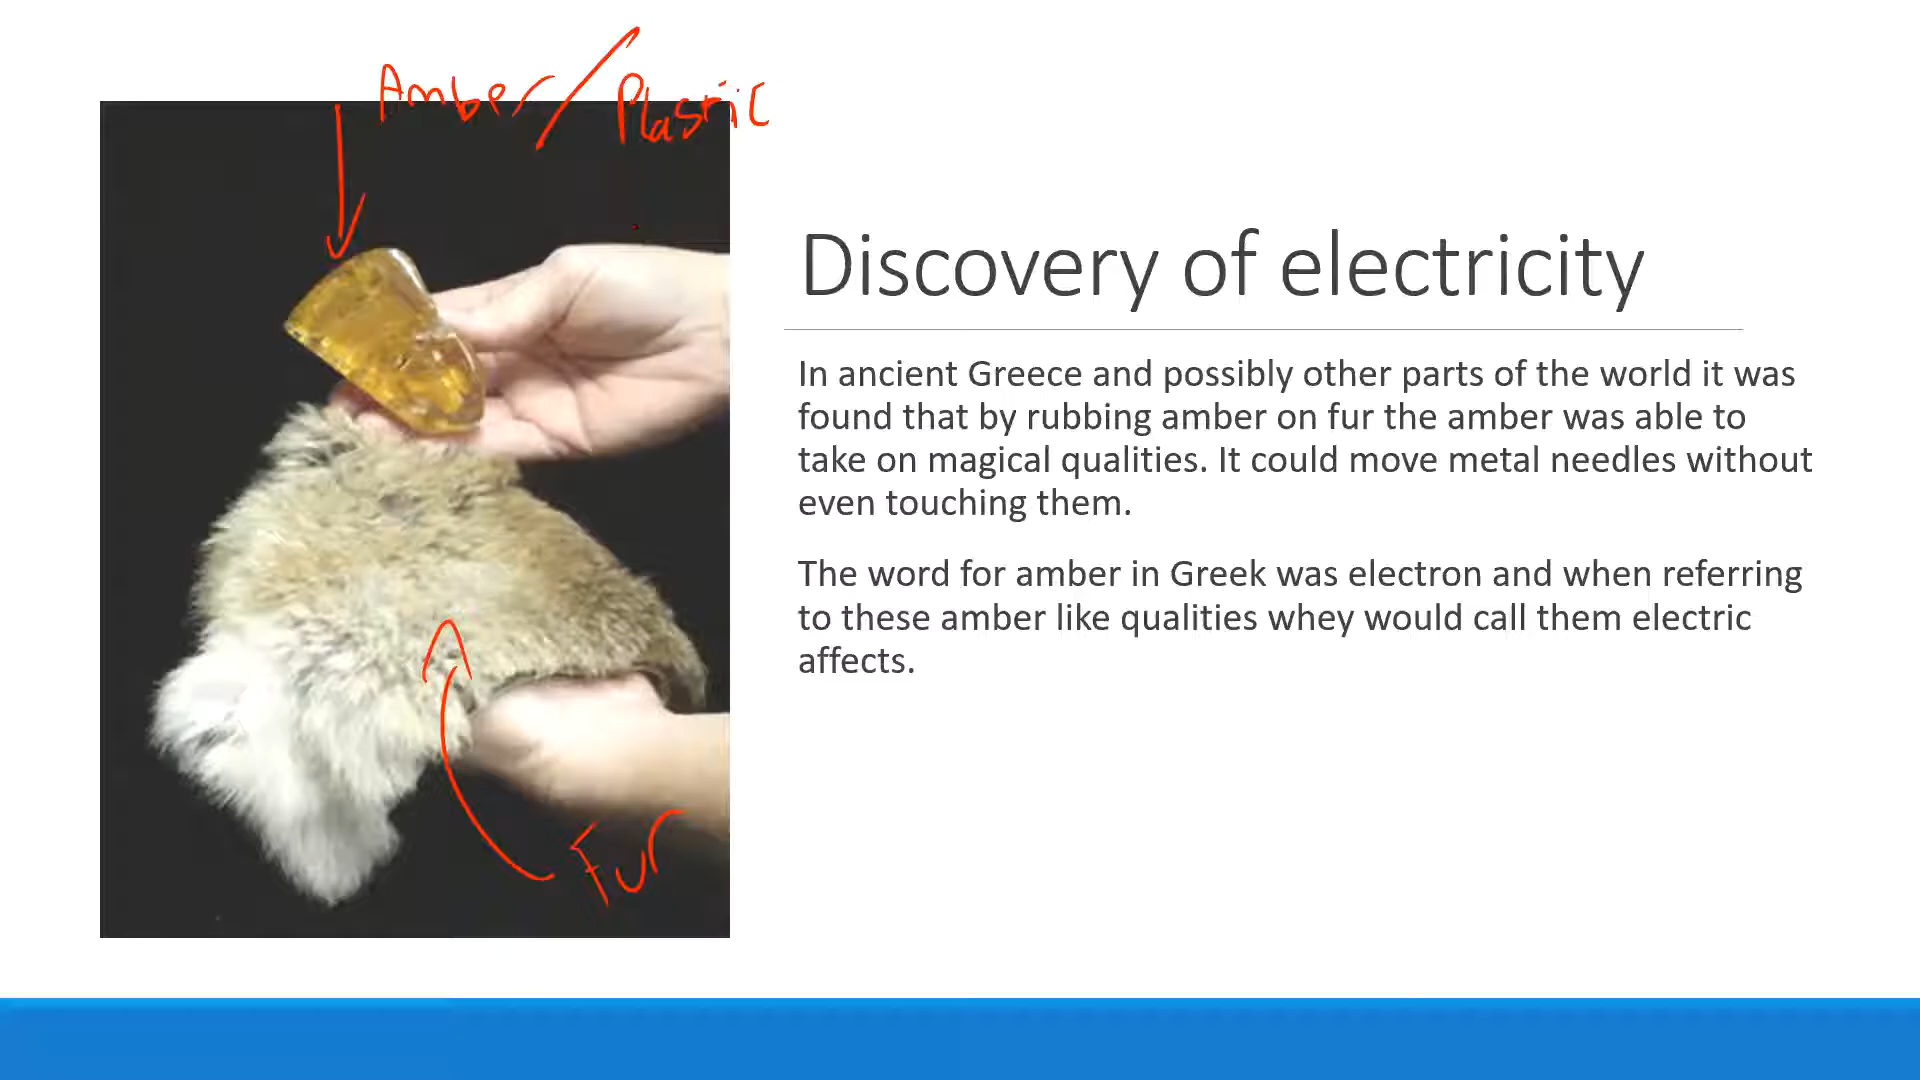 Amber/Plastic
Discovery of electricity
In ancient Greece and possibly other parts of the world it was
found that by rubbing amber on fur the amber was able to
take on magical qualities. It could move metal needles without
even touching them.
The word for amber in Greek was electron and when referring
to these amber like qualities whey would call them electric
affects.
Fur